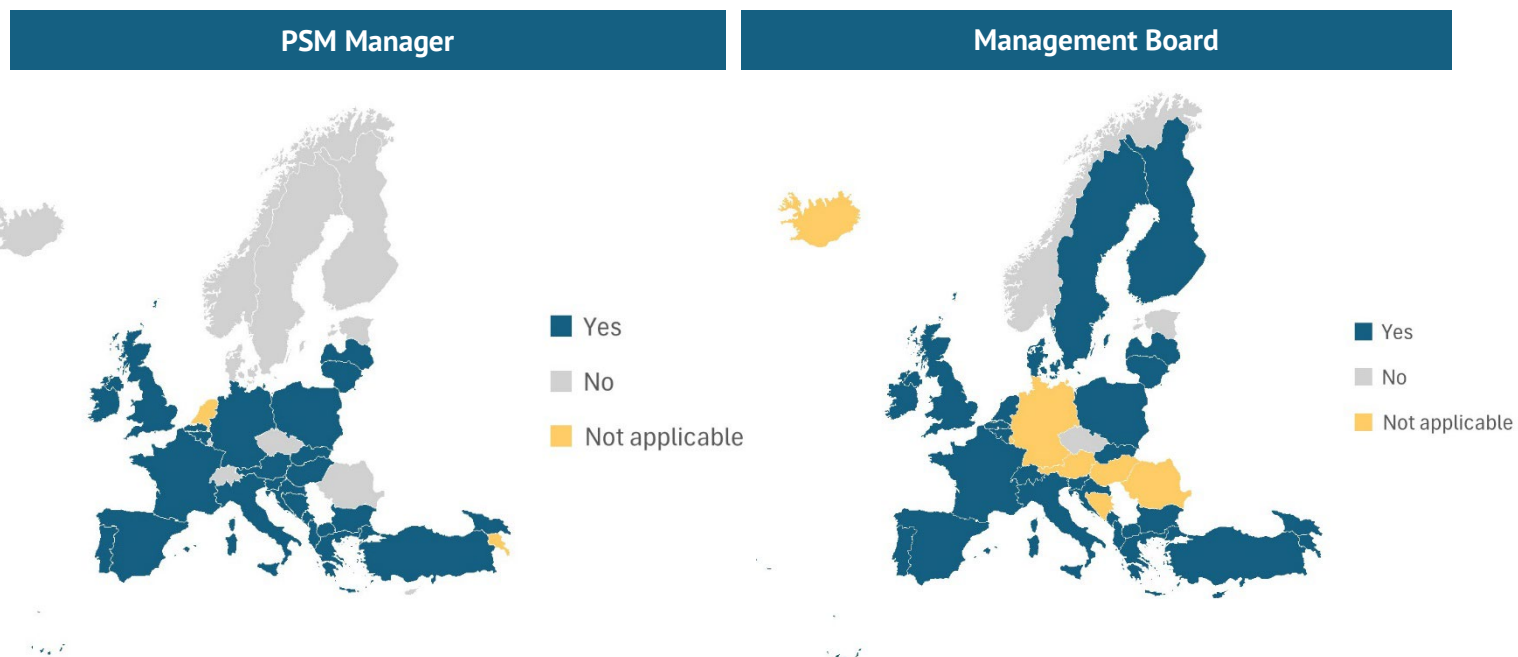 PSM Manager
Management Board
Yes
No
Not applicable
Yes
No
Not applicable